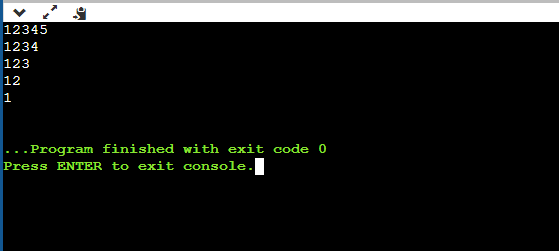 12345
1234
123
12
1
...Program finished with exit code 0
Press ENTER to exit console.